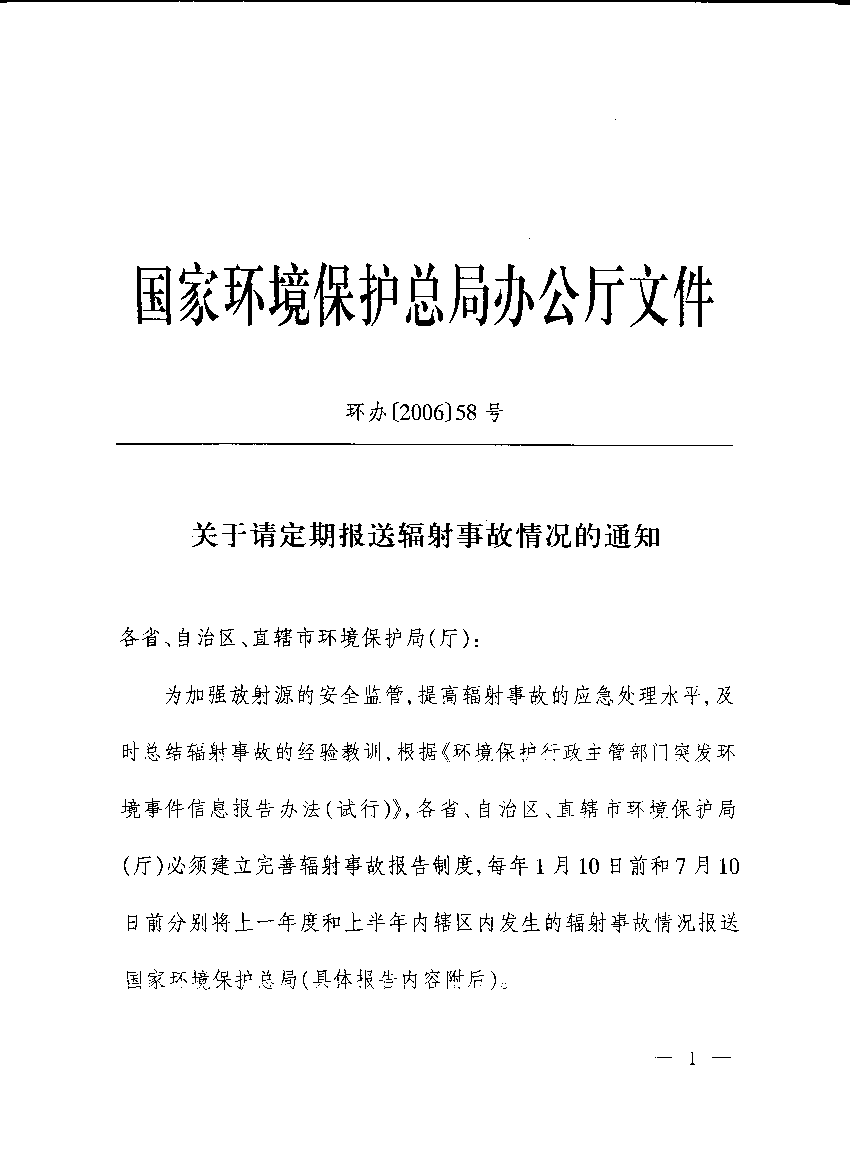 国家环境保护总局办公厅文件
环办〔2006〕58 号
关于请定期报送辐射事故情况的通知
各省、自治区、直辖市环境保护局(厅):
为加强放射源的安全监管,提高辐射事故的应急处理水平,及
时总结辐射事故的经验教训,根据《环境保护行政主管部门突发环
境事件信息报告办法(试行)》,各省、自治区、直辖市环境保护局
(厅)必须建立完善辐射事故报告制度,每年 1 月 10 日前和 7 月 10
日前分别将上一年度和上半年内辖区内发生的辐射事故情况报送
国家环境保护总局(具体报告内容附后)。
— 1 —